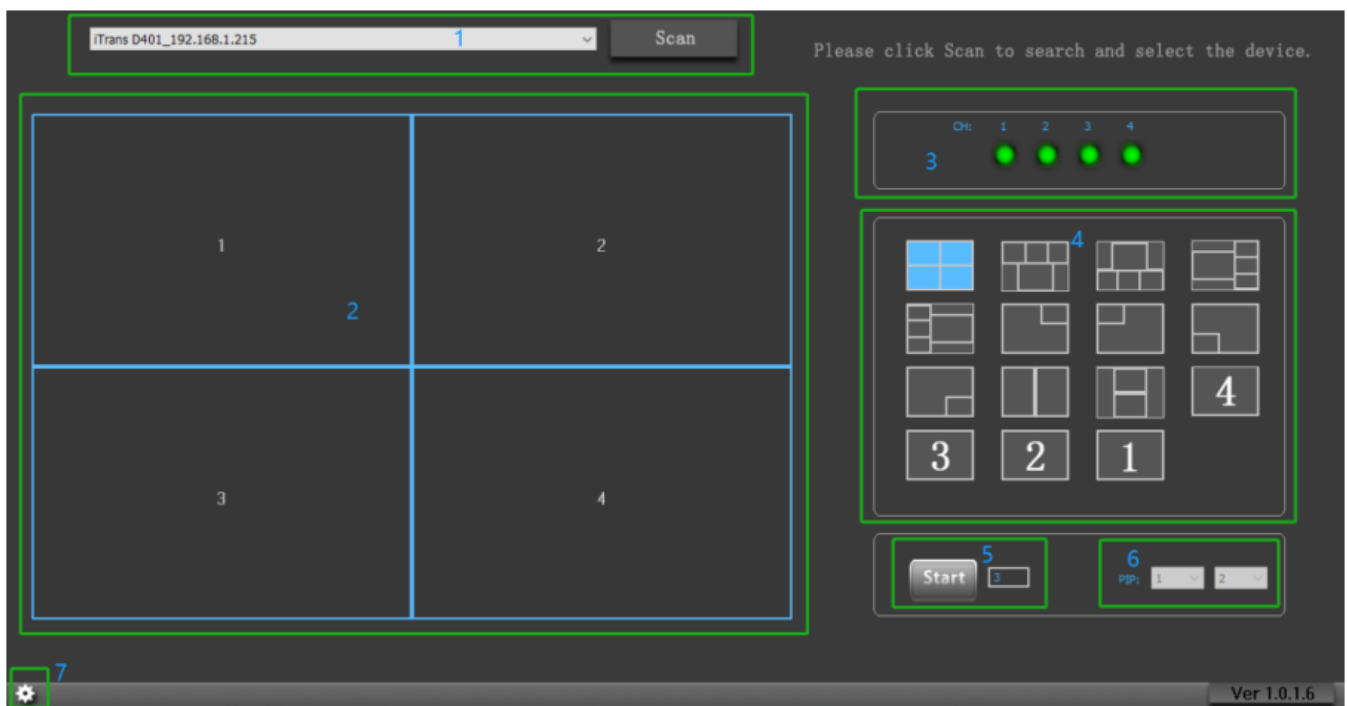 iTrans D401_192.168.1.215 1 Scan
Please click Scan to search and select the device.
CH: 1 2 3 4
3
1 2
2
3 4
4
4
3 2 1
5
Start 3
6
PIP: 1 2
7
Ver 1.0.1.6